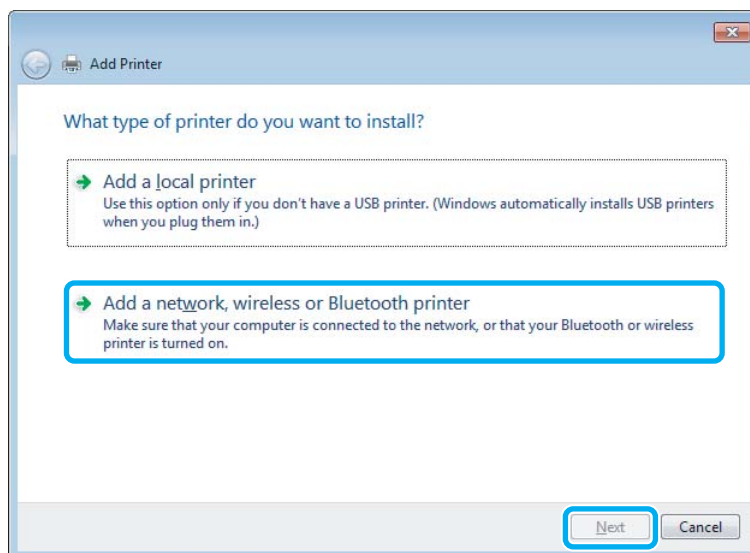 Add Printer
What type of printer do you want to install?
Add a local printer
Use this option only if you don't have a USB printer. (Windows automatically installs USB printers
when you plug them in.)
Add a network, wireless or Bluetooth printer
Make sure that your computer is connected to the network, or that your Bluetooth or wireless
printer is turned on.
Next Cancel